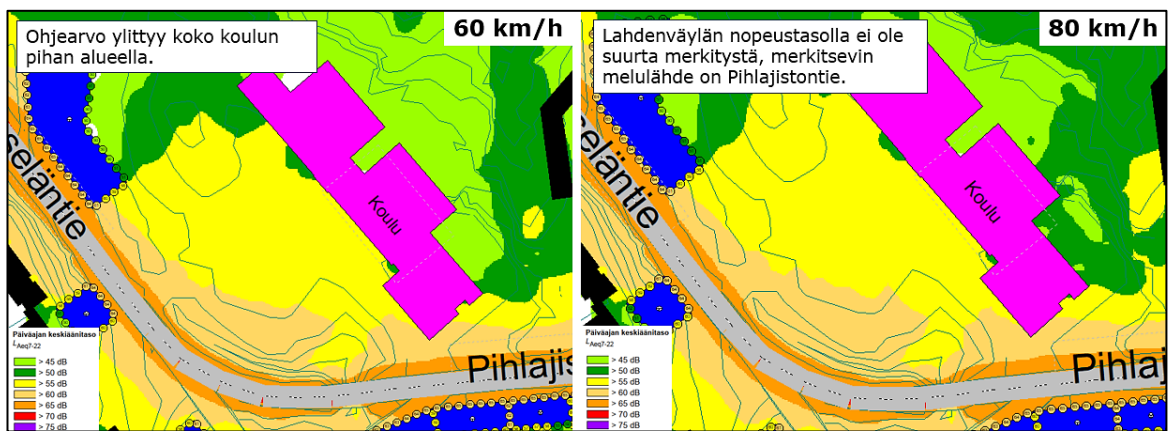 Ohjearvo ylittyy koko koulun
pihan alueella.
60 km/h
seläntie
Koulu
Pihlajis
Päiväajan keskiäänitaso
LAeq7-22
> 45 dB
> 50 dB
> 55 dB
> 60 dB
> 65 dB
> 70 dB
> 75 dB
Lahdenväylän nopeustasolla ei ole
suurta merkitystä, merkitsevin
melulähde on Pihlajistontie.
80 km/h
seläntie
Koulu
Pihlaj
Päiväajan keskiäänitaso
LAeq7-22
> 45 dB
> 50 dB
> 55 dB
> 60 dB
> 65 dB
> 70 dB
> 75 dB